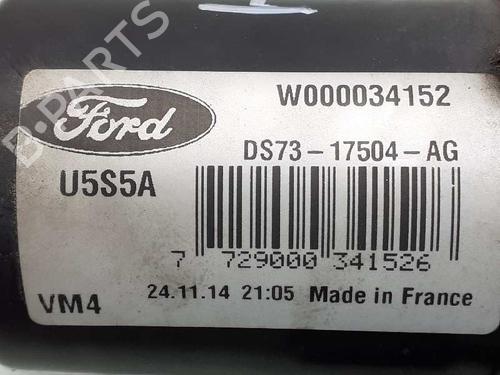 B-PARTS
Ford
W000034152
DS73-17504-AG
U5S5A
7 729000 341526
VM4
24.11.14 21:05 Made in France